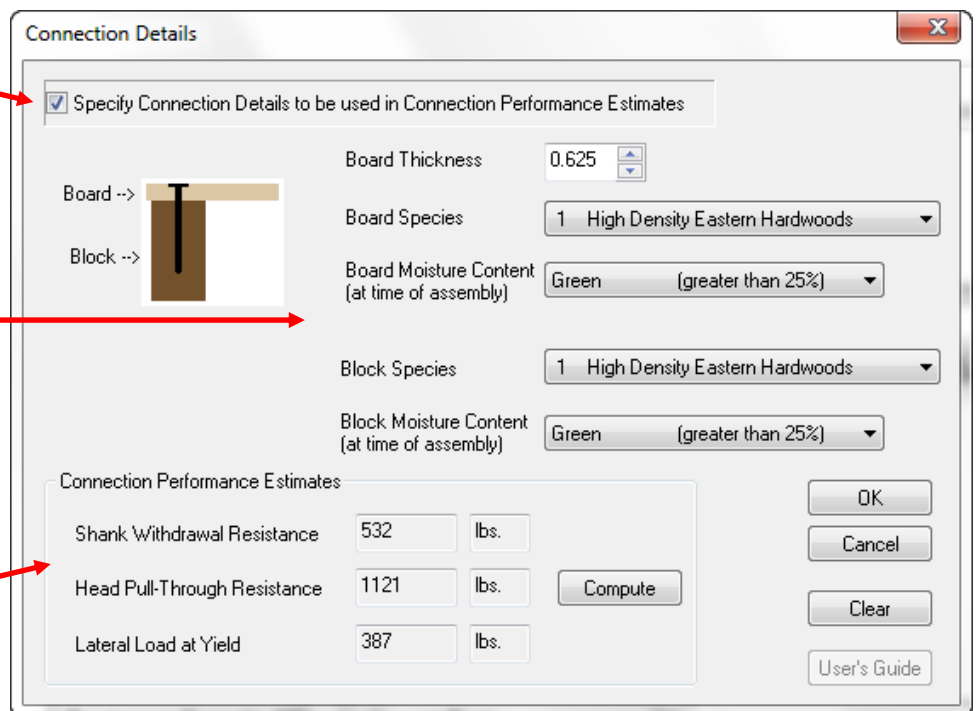 Connection Details
Specify Connection Details to be used in Connection Performance Estimates
Board Thickness 0.625
Board -->
Block -->
Board Species 1 High Density Eastern Hardwoods
Board Moisture Content
(at time of assembly)
Green (greater than 25%)
Block Species 1 High Density Eastern Hardwoods
Block Moisture Content
(at time of assembly)
Green (greater than 25%)
Connection Performance Estimates
Shank Withdrawal Resistance 532 lbs.
Head Pull-Through Resistance 1121 lbs.
Lateral Load at Yield 387 lbs.
Compute
OK
Cancel
Clear
User's Guide